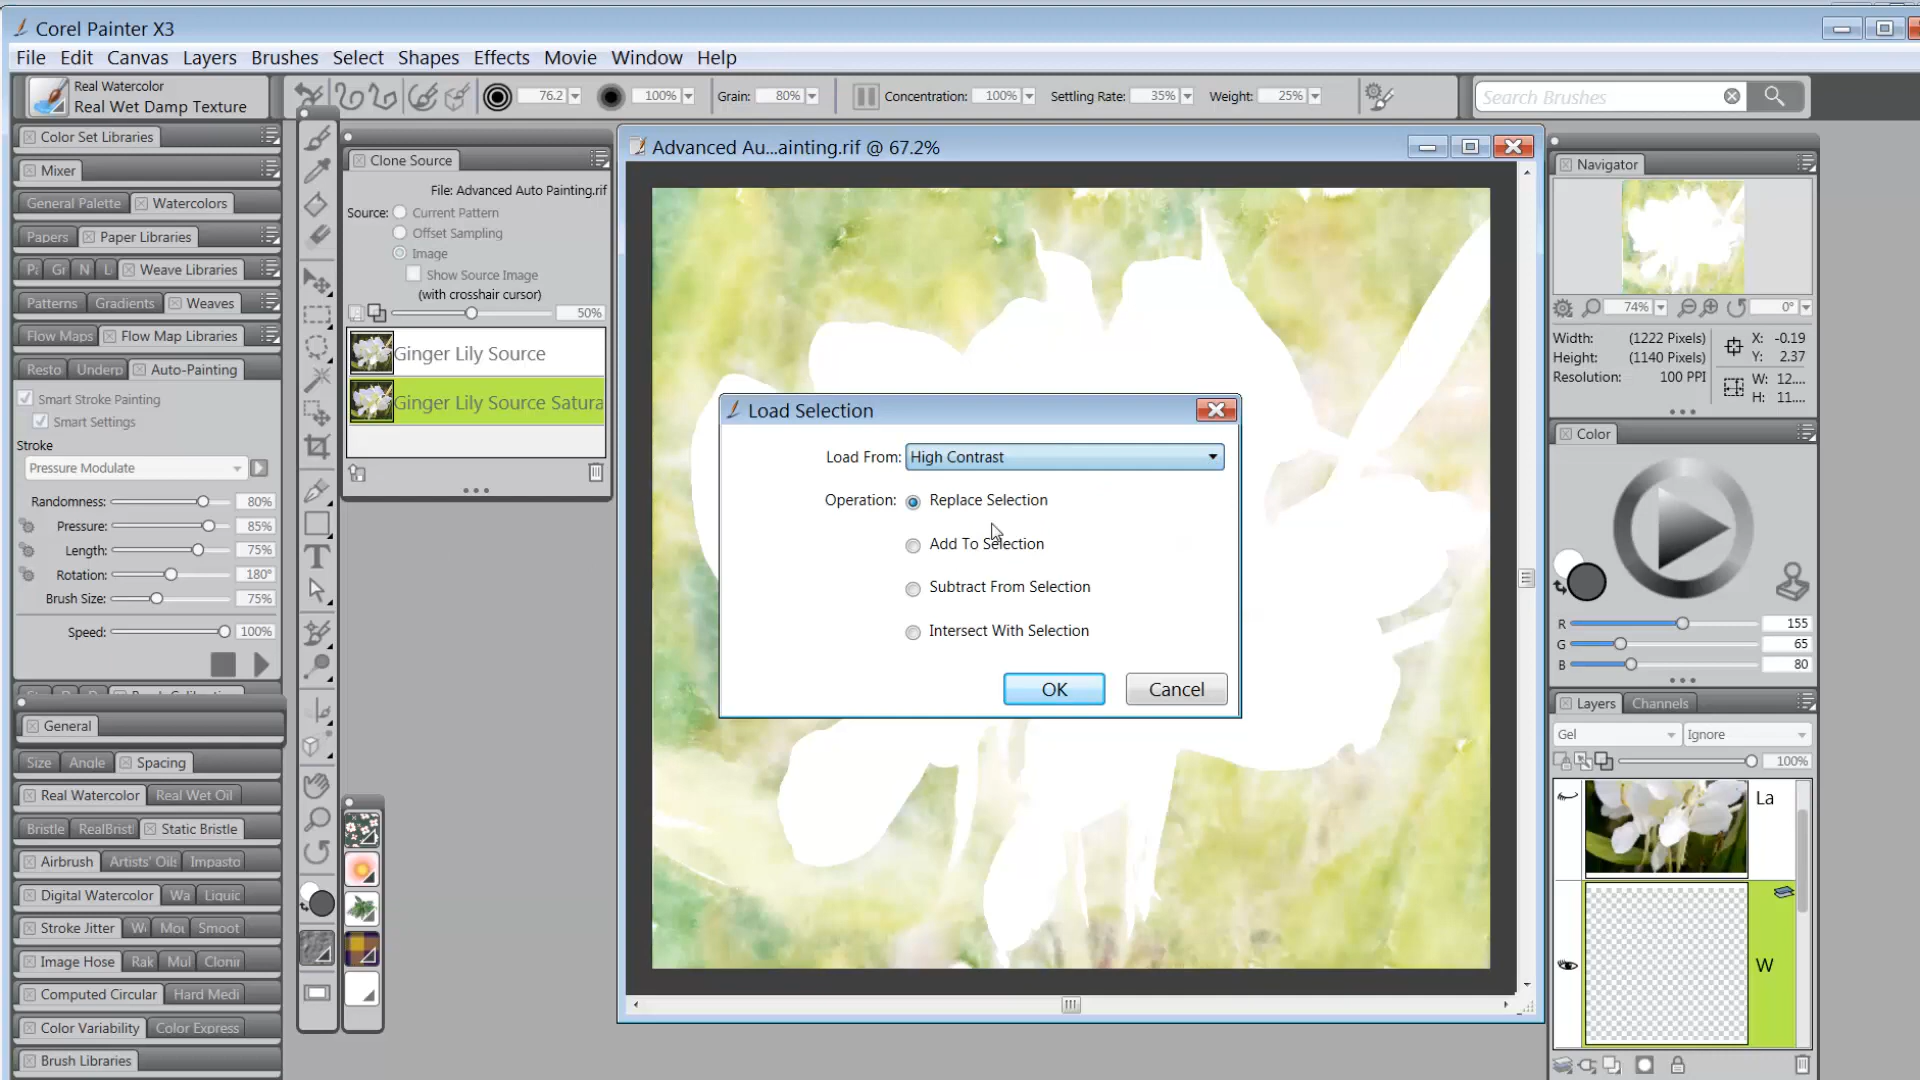 Corel Painter X3
File Edit Canvas Layers Brushes Select Shapes Effects Movie Window Help
Real Watercolor
Real Wet Damp Texture
76.2 100% Grain: 80% Concentration: 100% Settling Rate: 35% Weight: 25%
Search Brushes
Color Set Libraries
Mixer
General Palette Watercolors
Papers Paper Libraries
Pa Gr N L Weave Libraries
Patterns Gradients Weaves
Flow Maps Flow Map Libraries
Resto Underp Auto-Painting
Smart Stroke Painting
Smart Settings
Stroke
Pressure Modulate
Randomness: 80%
Pressure: 85%
Length: 75%
Rotation: 180°
Brush Size: 75%
Speed: 100%
General
Size Angle Spacing
Real Watercolor Real Wet Oil
Bristle RealBrist Static Bristle
Airbrush Artists' Oils Impasto
Digital Watercolor Wa Liquic
Stroke Jitter We Mou Smoot
Image Hose Rak Mul Clonir
Computed Circular Hard Medi
Color Variability Color Express
Brush Libraries
Clone Source
File: Advanced Auto Painting.rif
Source: Current Pattern
Offset Sampling
Image
Show Source Image
(with crosshair cursor)
50%
Ginger Lily Source
Ginger Lily Source Satura
T
Advanced Au...ainting.rif @ 67.2%
Load Selection
Load From: High Contrast
Operation: Replace Selection
Add To Selection
Subtract From Selection
Intersect With Selection
OK Cancel
Navigator
74% 0°
Width: (1222 Pixels)
Height: (1140 Pixels)
Resolution: 100 PPI
X: -0.19
Y: 2.37
W: 12....
H: 11....
Color
R 155
G 65
B 80
Layers Channels
Gel Ignore
100%
La
W